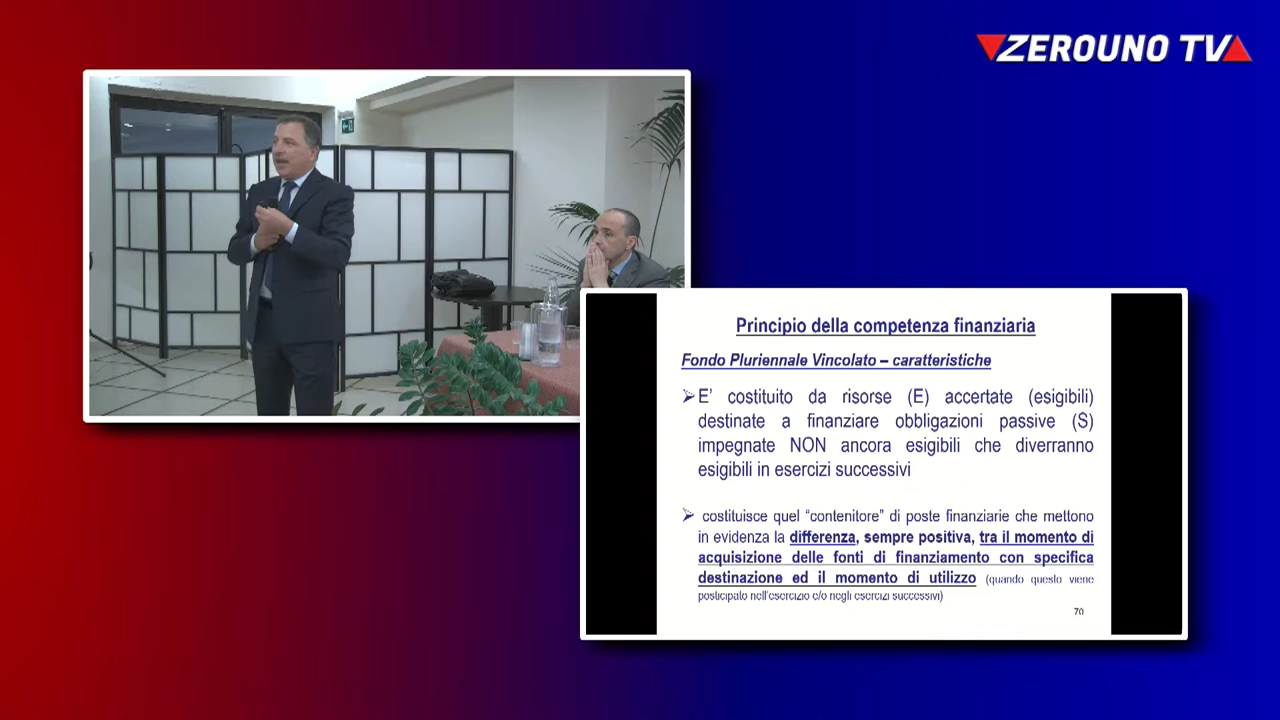 ZEROUNO TV
Principio della competenza finanziaria
Fondo Pluriennale Vincolato – caratteristiche
E' costituito da risorse (E) accertate (esigibili)
destinate a finanziare obbligazioni passive (S)
impegnate NON ancora esigibili che diverranno
esigibili in esercizi successivi
costituisce quel “contenitore” di poste finanziarie che mettono
in evidenza la differenza, sempre positiva, tra il momento di
acquisizione delle fonti di finanziamento con specifica
destinazione ed il momento di utilizzo (quando questo viene
posticipato nell'esercizio e/o negli esercizi successivi)
70